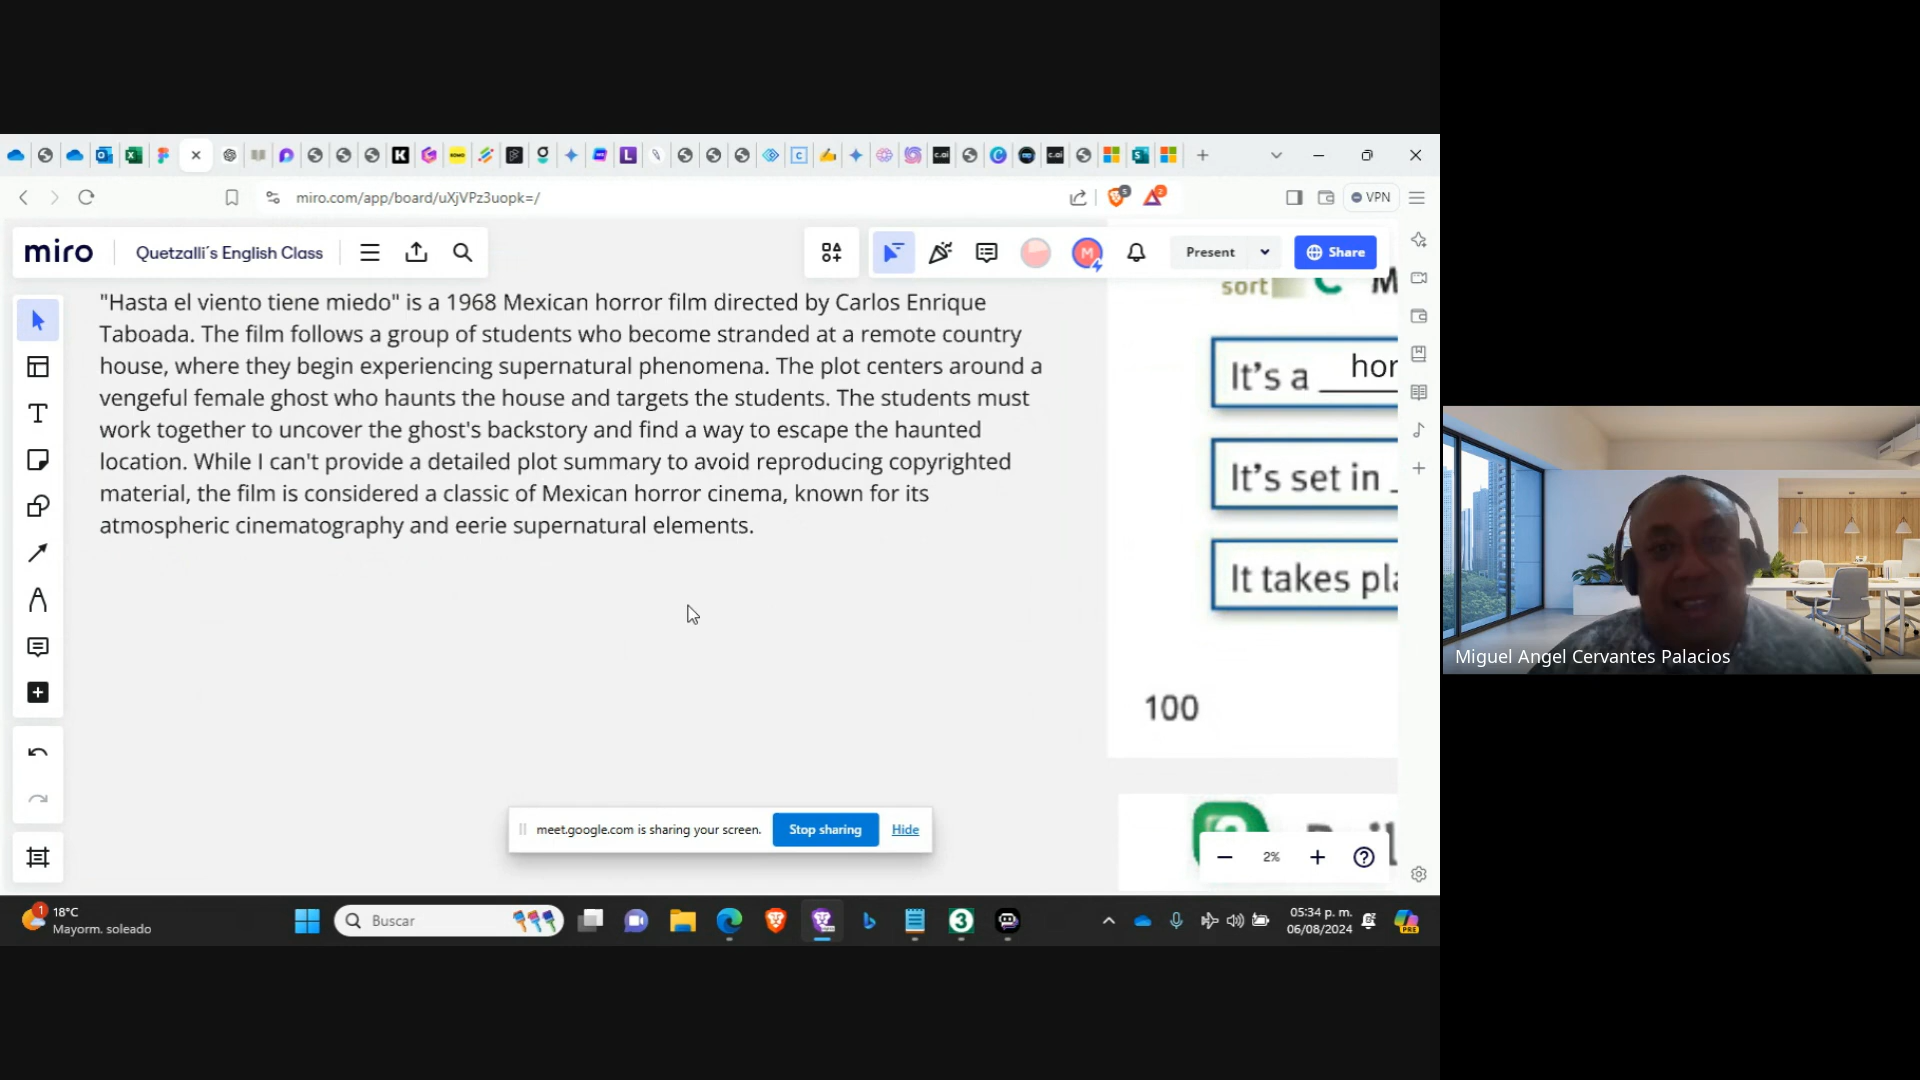 miro.com/app/board/uXjVPz3uopk=/
VPN
miro
Quetzalli´s English Class
M
Present
Share
"Hasta el viento tiene miedo" is a 1968 Mexican horror film directed by Carlos Enrique
Taboada. The film follows a group of students who become stranded at a remote country
house, where they begin experiencing supernatural phenomena. The plot centers around a
vengeful female ghost who haunts the house and targets the students. The students must
work together to uncover the ghost's backstory and find a way to escape the haunted
location. While I can't provide a detailed plot summary to avoid reproducing copyrighted
material, the film is considered a classic of Mexican horror cinema, known for its
atmospheric cinematography and eerie supernatural elements.
sort C M
It's a hor
It's set in
It takes pla
100
meet.google.com is sharing your screen.
Stop sharing
Hide
2%
Miguel Angel Cervantes Palacios
1
18°C
Mayorm. soleado
Buscar
05:34 p. m.
06/08/2024